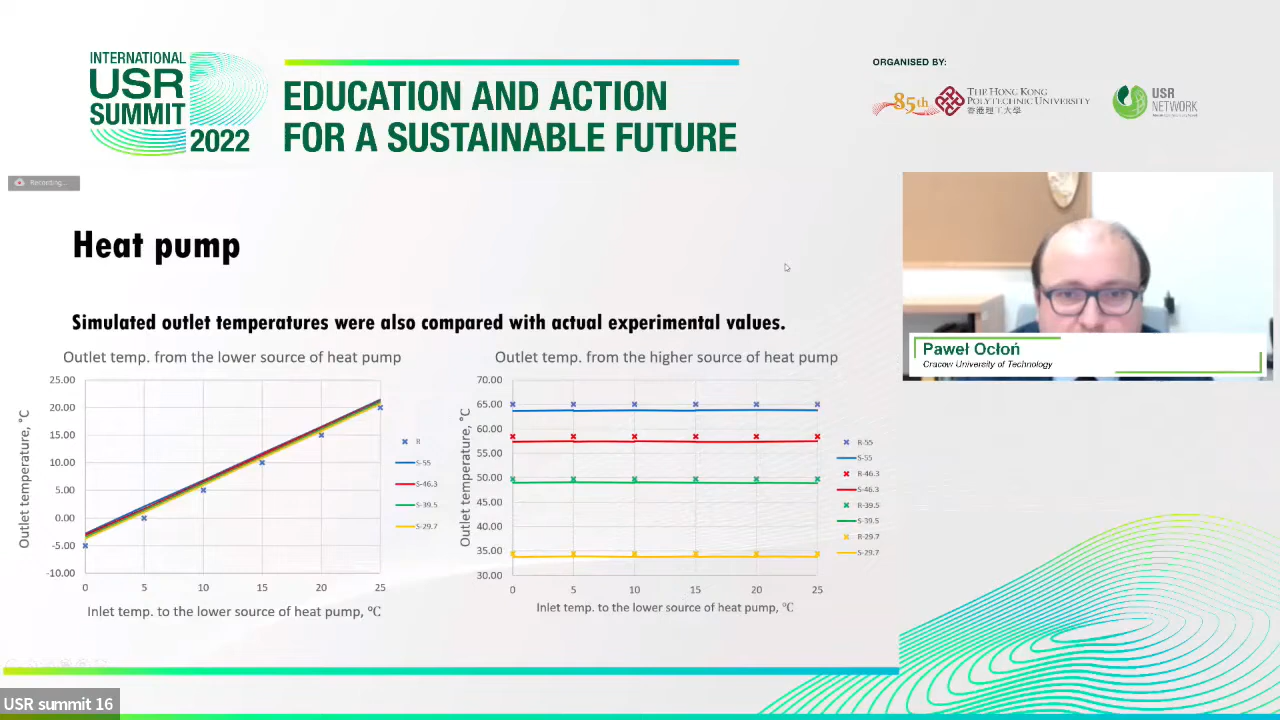 INTERNATIONAL
USR
SUMMIT
2022
EDUCATION AND ACTION
FOR A SUSTAINABLE FUTURE
ORGANISED BY:
85th
THE HONG KONG
POLYTECHNIC UNIVERSITY
香港理工大學
USR
NETWORK
Recording...
Heat pump
Simulated outlet temperatures were also compared with actual experimental values.
Outlet temp. from the lower source of heat pump
Outlet temperature, °C
25.00
20.00
15.00
10.00
5.00
0.00
-5.00
-10.00
0 5 10 15 20 25
Inlet temp. to the lower source of heat pump, °C
R
S-55
S-46.3
S-39.5
S-29.7
Outlet temp. from the higher source of heat pump
Outlet temperature, °C
70.00
65.00
60.00
55.00
50.00
45.00
40.00
35.00
30.00
0 5 10 15 20 25
Inlet temp. to the lower source of heat pump, °C
R-55
S-55
R-46.3
S-46.3
R-39.5
S-39.5
R-29.7
S-29.7
Paweł Ocłoń
Cracow University of Technology
USR summit 16